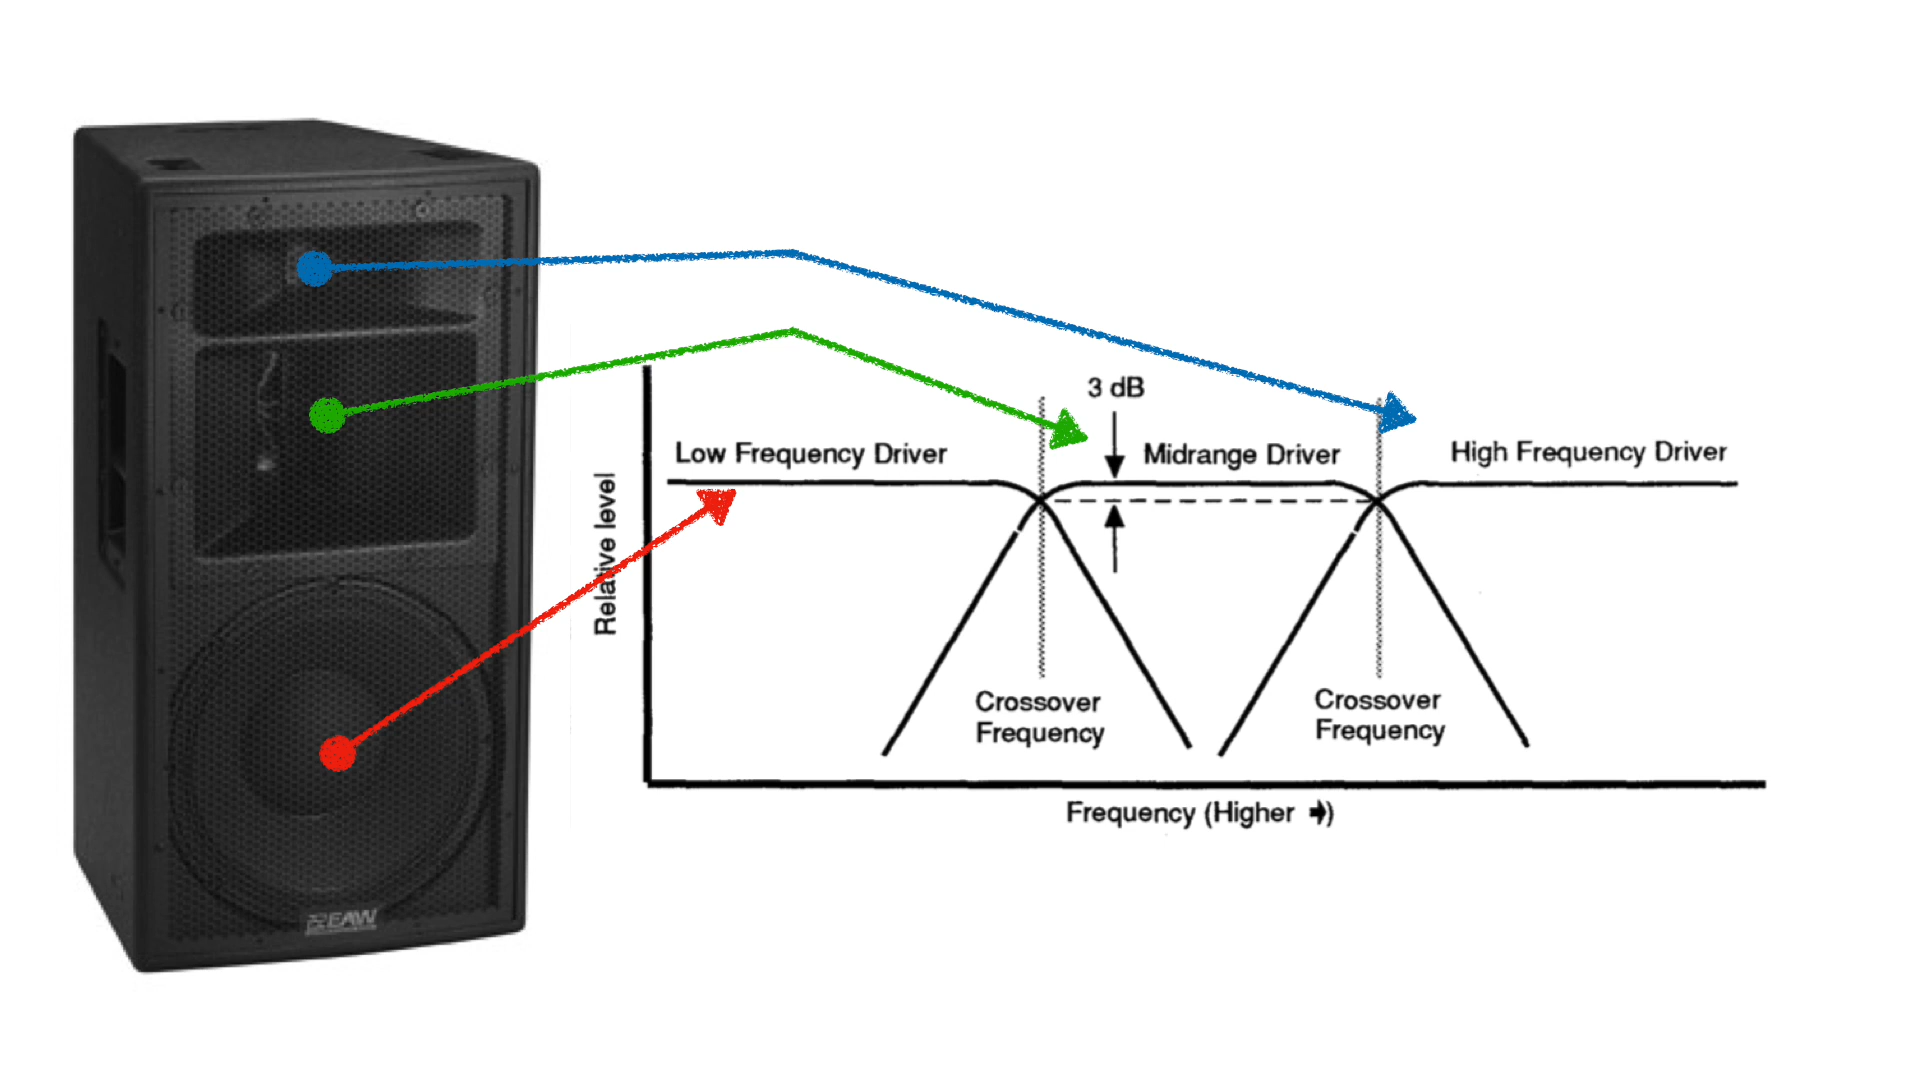 3 dB
Low Frequency Driver
Midrange Driver
High Frequency Driver
Relative level
Crossover
Frequency
Crossover
Frequency
Frequency (Higher ➔)
EAW